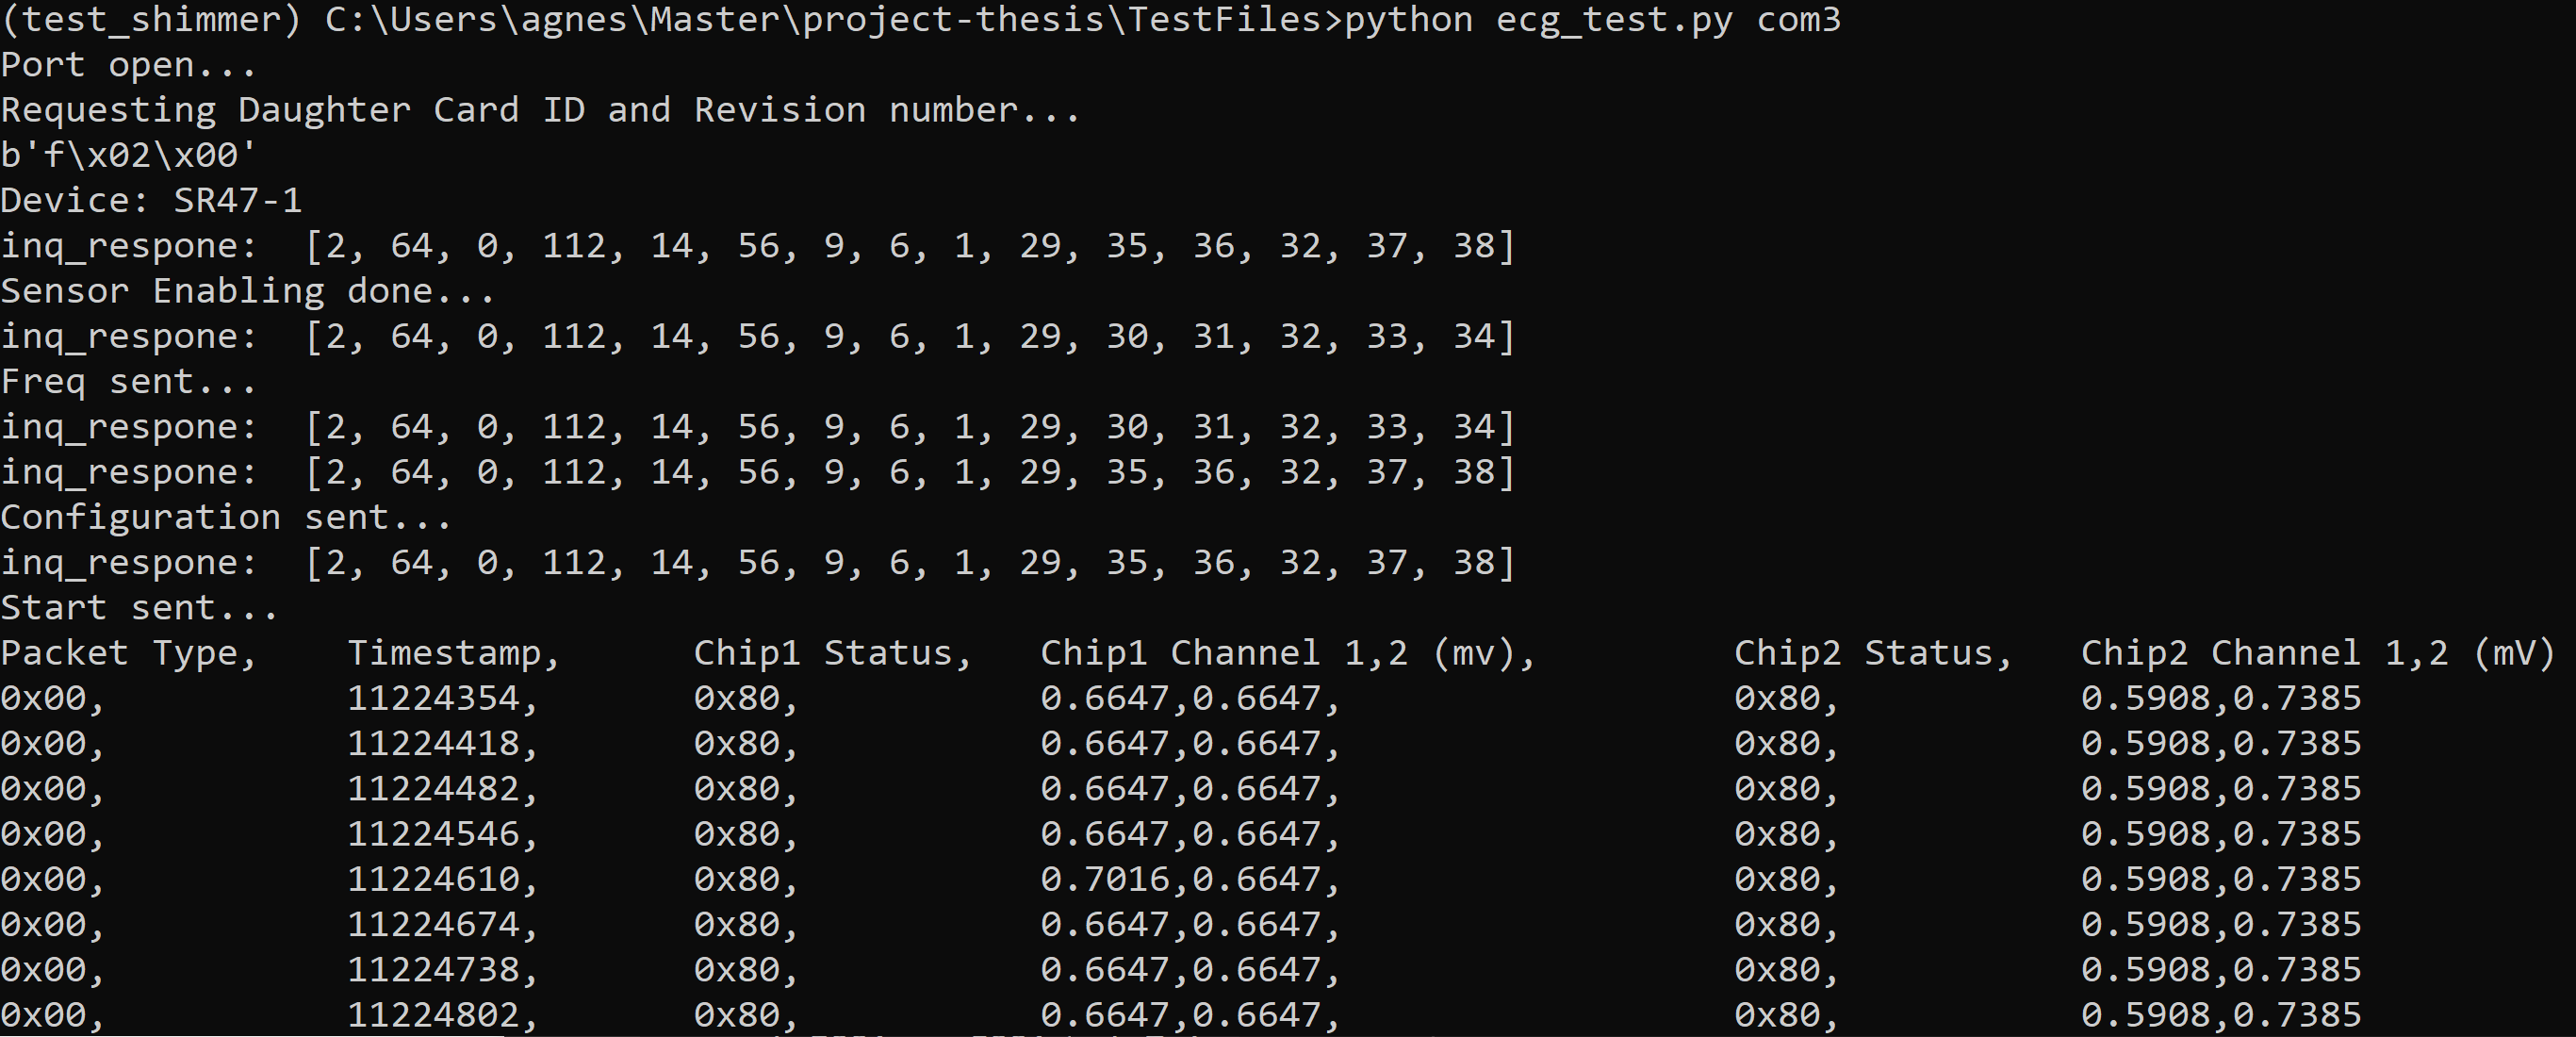 (test_shimmer) C:\Users\agnes\Master\project-thesis\TestFiles>python ecg_test.py com3
Port open...
Requesting Daughter Card ID and Revision number...
b'f\x02\x00'
Device: SR47-1
inq_respone:  [2, 64, 0, 112, 14, 56, 9, 6, 1, 29, 35, 36, 32, 37, 38]
Sensor Enabling done...
inq_respone:  [2, 64, 0, 112, 14, 56, 9, 6, 1, 29, 30, 31, 32, 33, 34]
Freq sent...
inq_respone:  [2, 64, 0, 112, 14, 56, 9, 6, 1, 29, 30, 31, 32, 33, 34]
inq_respone:  [2, 64, 0, 112, 14, 56, 9, 6, 1, 29, 35, 36, 32, 37, 38]
Configuration sent...
inq_respone:  [2, 64, 0, 112, 14, 56, 9, 6, 1, 29, 35, 36, 32, 37, 38]
Start sent...
Packet Type,    Timestamp,      Chip1 Status,   Chip1 Channel 1,2 (mv),         Chip2 Status,   Chip2 Channel 1,2 (mV)
0x00,           11224354,       0x80,           0.6647,0.6647,                  0x80,           0.5908,0.7385
0x00,           11224418,       0x80,           0.6647,0.6647,                  0x80,           0.5908,0.7385
0x00,           11224482,       0x80,           0.6647,0.6647,                  0x80,           0.5908,0.7385
0x00,           11224546,       0x80,           0.6647,0.6647,                  0x80,           0.5908,0.7385
0x00,           11224610,       0x80,           0.7016,0.6647,                  0x80,           0.5908,0.7385
0x00,           11224674,       0x80,           0.6647,0.6647,                  0x80,           0.5908,0.7385
0x00,           11224738,       0x80,           0.6647,0.6647,                  0x80,           0.5908,0.7385
0x00,           11224802,       0x80,           0.6647,0.6647,                  0x80,           0.5908,0.7385